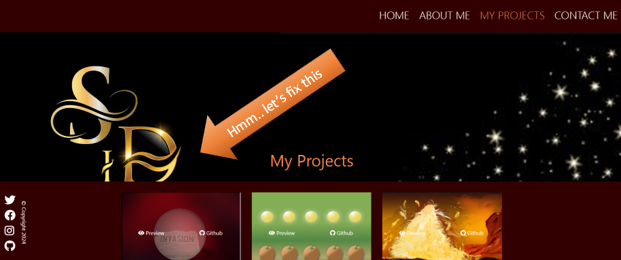 HOME ABOUT ME MY PROJECTS CONTACT ME
Hmm.. let's fix this
S
D
My Projects
© Copyright 2024
INVASION
Preview Github
Preview Github
Preview Github